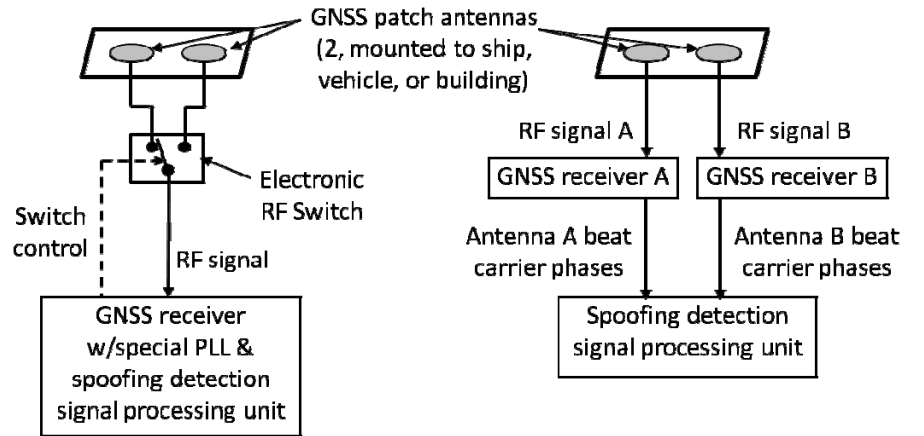 GNSS patch antennas
(2, mounted to ship,
vehicle, or building)
Electronic
RF Switch
Switch
control
RF signal
GNSS receiver
w/special PLL &
spoofing detection
signal processing unit
RF signal A
RF signal B
GNSS receiver A
GNSS receiver B
Antenna A beat
carrier phases
Antenna B beat
carrier phases
Spoofing detection
signal processing unit